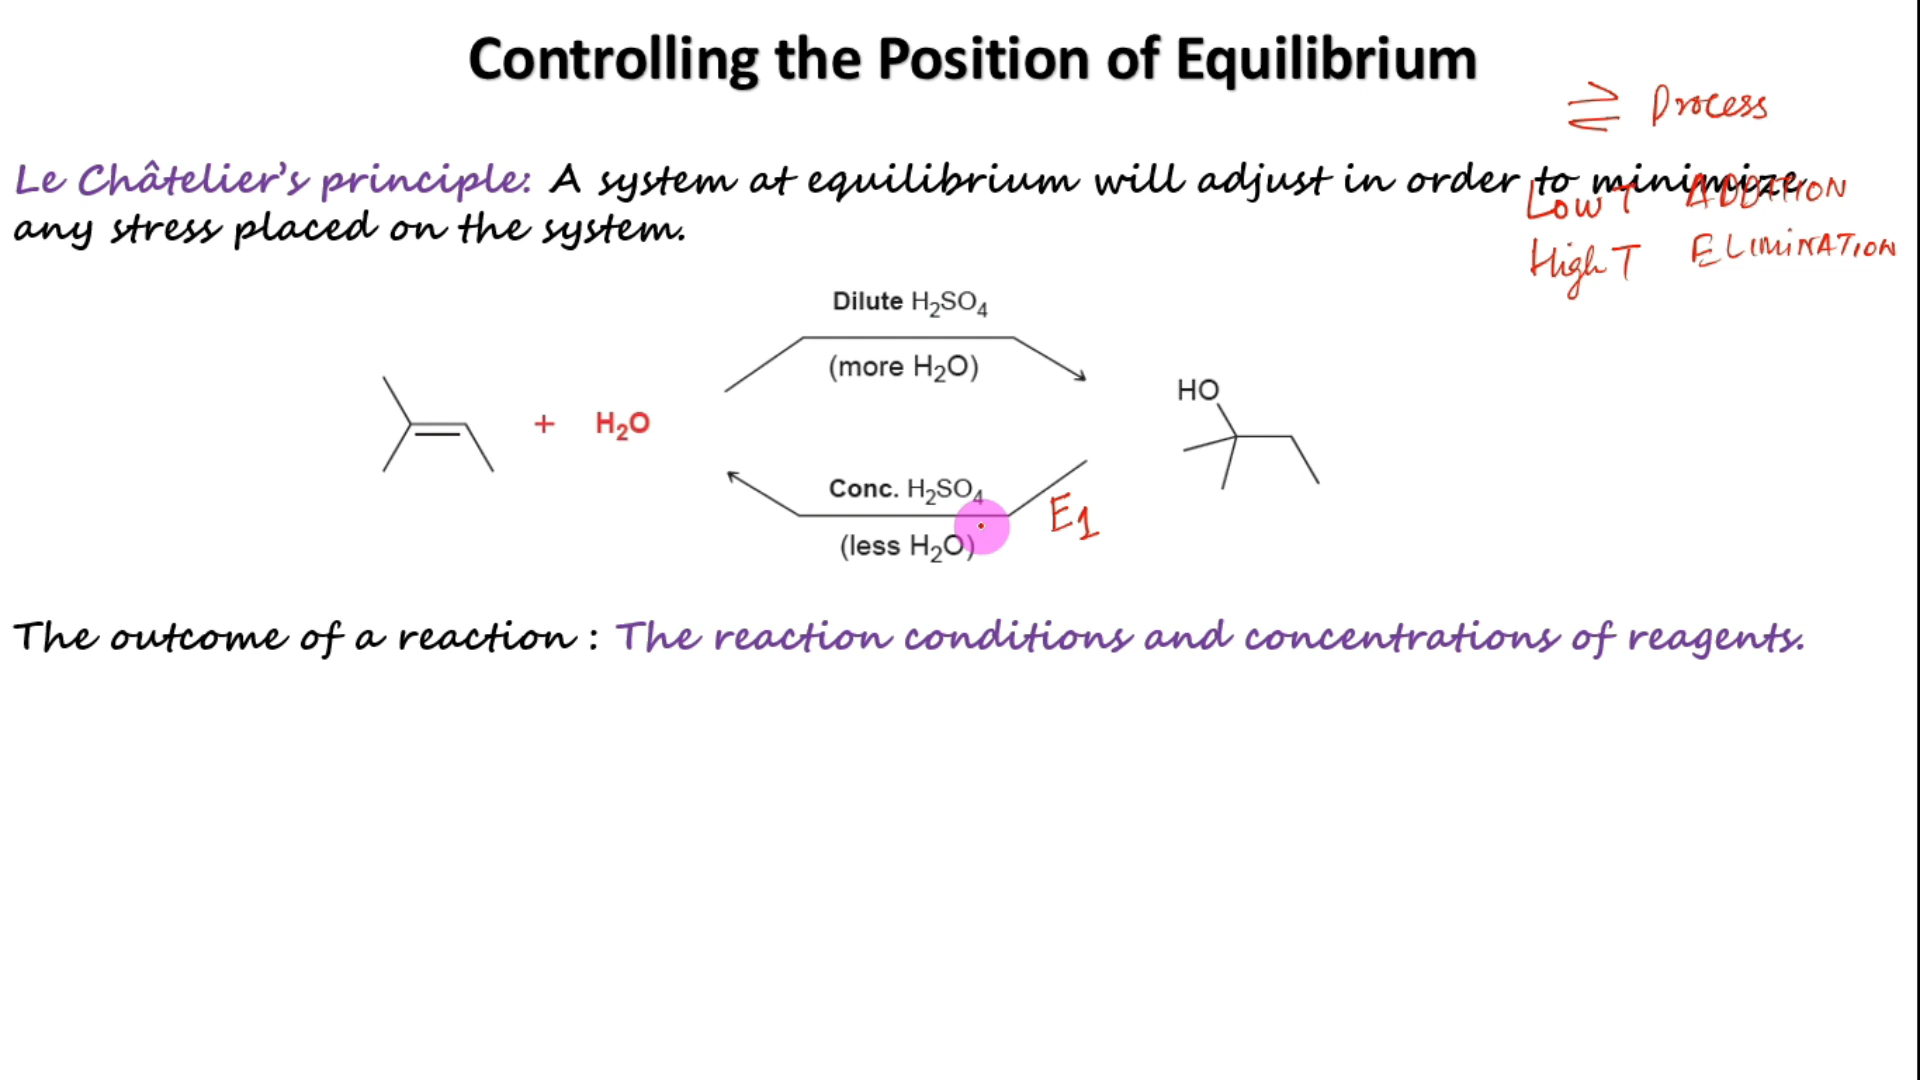 Controlling the Position of Equilibrium
⇌ Process
Le Châtelier's principle: A system at equilibrium will adjust in order to minimize
any stress placed on the system.
Low T ADDITION
High T ELIMINATION
Dilute H₂SO₄
(more H₂O)
HO
+ H₂O
Conc. H₂SO₄
E1
(less H₂O)
The outcome of a reaction : The reaction conditions and concentrations of reagents.